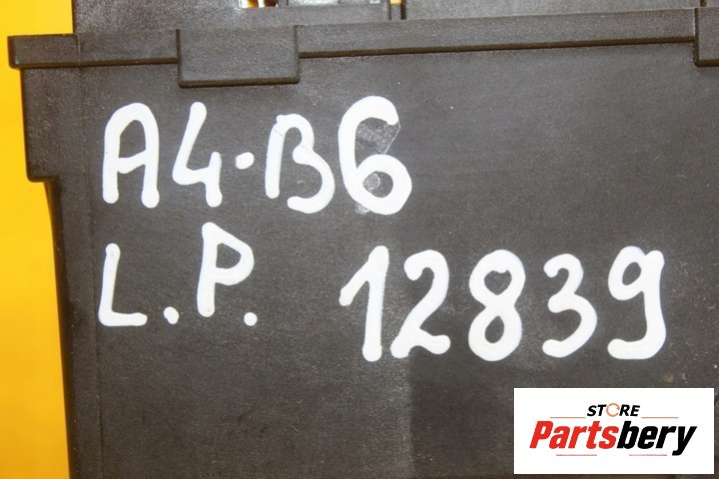 A4-B6
L.P. 12839
STORE
Partsbery